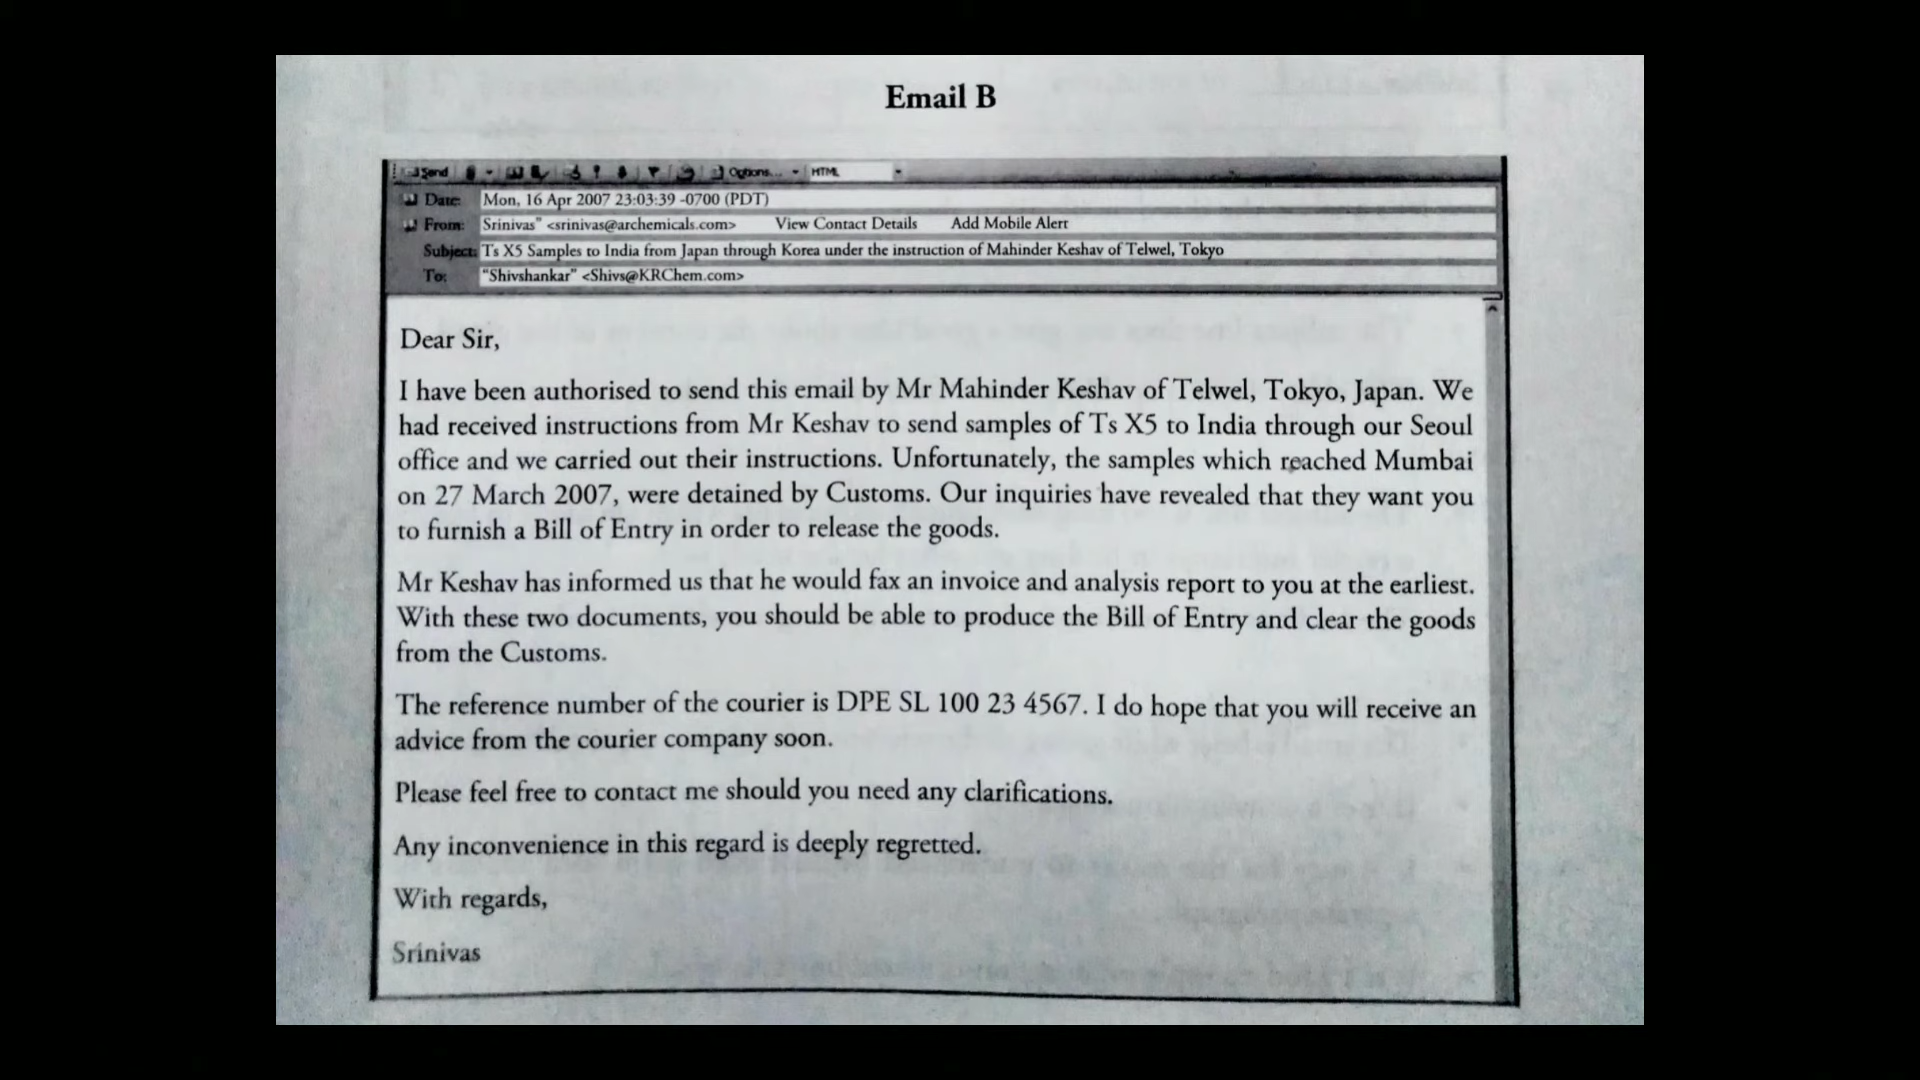 Email B
Send Options... HTML
Date: Mon, 16 Apr 2007 23:03:39 -0700 (PDT)
From: Srinivas" <srinivas@archemicals.com> View Contact Details Add Mobile Alert
Subject: Ts X5 Samples to India from Japan through Korea under the instruction of Mahinder Keshav of Telwel, Tokyo
To: "Shivshankar" <Shivs@KRChem.com>
Dear Sir,
I have been authorised to send this email by Mr Mahinder Keshav of Telwel, Tokyo, Japan. We
had received instructions from Mr Keshav to send samples of Ts X5 to India through our Seoul
office and we carried out their instructions. Unfortunately, the samples which reached Mumbai
on 27 March 2007, were detained by Customs. Our inquiries have revealed that they want you
to furnish a Bill of Entry in order to release the goods.
Mr Keshav has informed us that he would fax an invoice and analysis report to you at the earliest.
With these two documents, you should be able to produce the Bill of Entry and clear the goods
from the Customs.
The reference number of the courier is DPE SL 100 23 4567. I do hope that you will receive an
advice from the courier company soon.
Please feel free to contact me should you need any clarifications.
Any inconvenience in this regard is deeply regretted.
With regards,
Srinivas